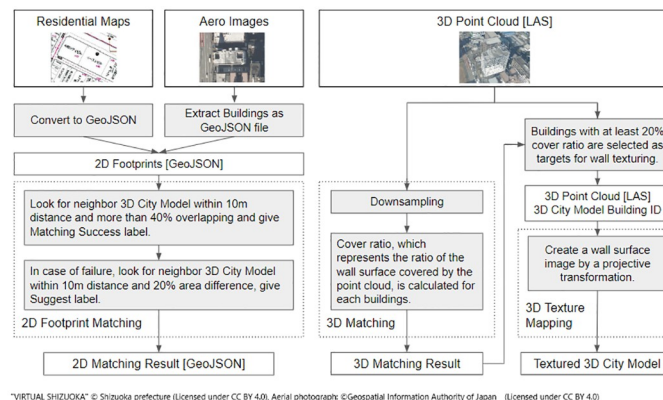 Residential Maps
Aero Images
3D Point Cloud [LAS]
Convert to GeoJSON
Extract Buildings as
GeoJSON file
2D Footprints [GeoJSON]
Look for neighbor 3D City Model within 10m
distance and more than 40% overlapping and give
Matching Success label.
In case of failure, look for neighbor 3D City Model
within 10m distance and 20% area difference, give
Suggest label.
2D Footprint Matching
2D Matching Result [GeoJSON]
Downsampling
Cover ratio, which
represents the ratio of the
wall surface covered by the
point cloud, is calculated for
each buildings.
3D Matching
3D Matching Result
Buildings with at least 20%
cover ratio are selected as
targets for wall texturing.
3D Point Cloud [LAS]
3D City Model Building ID
Create a wall surface
image by a projective
transformation.
3D Texture
Mapping
Textured 3D City Model
"VIRTUAL SHIZUOKA" © Shizuoka prefecture (Licensed under CC BY 4.0), Aerial photograph: ©Geospatial Information Authority of Japan (Licensed under CC BY 4.0)